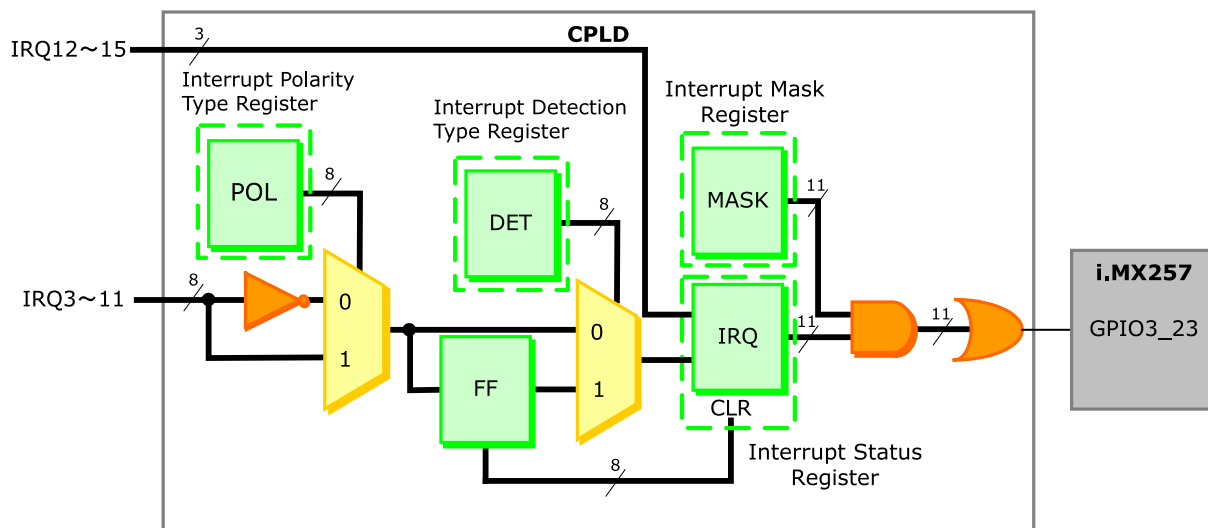 CPLD
IRQ12～15
3
Interrupt Polarity
Type Register
POL
8
Interrupt Detection
Type Register
DET
8
Interrupt Mask
Register
MASK
11
IRQ3～11
8
0
1
FF
0
1
IRQ
11
CLR
8
Interrupt Status
Register
11
i.MX257
GPIO3_23